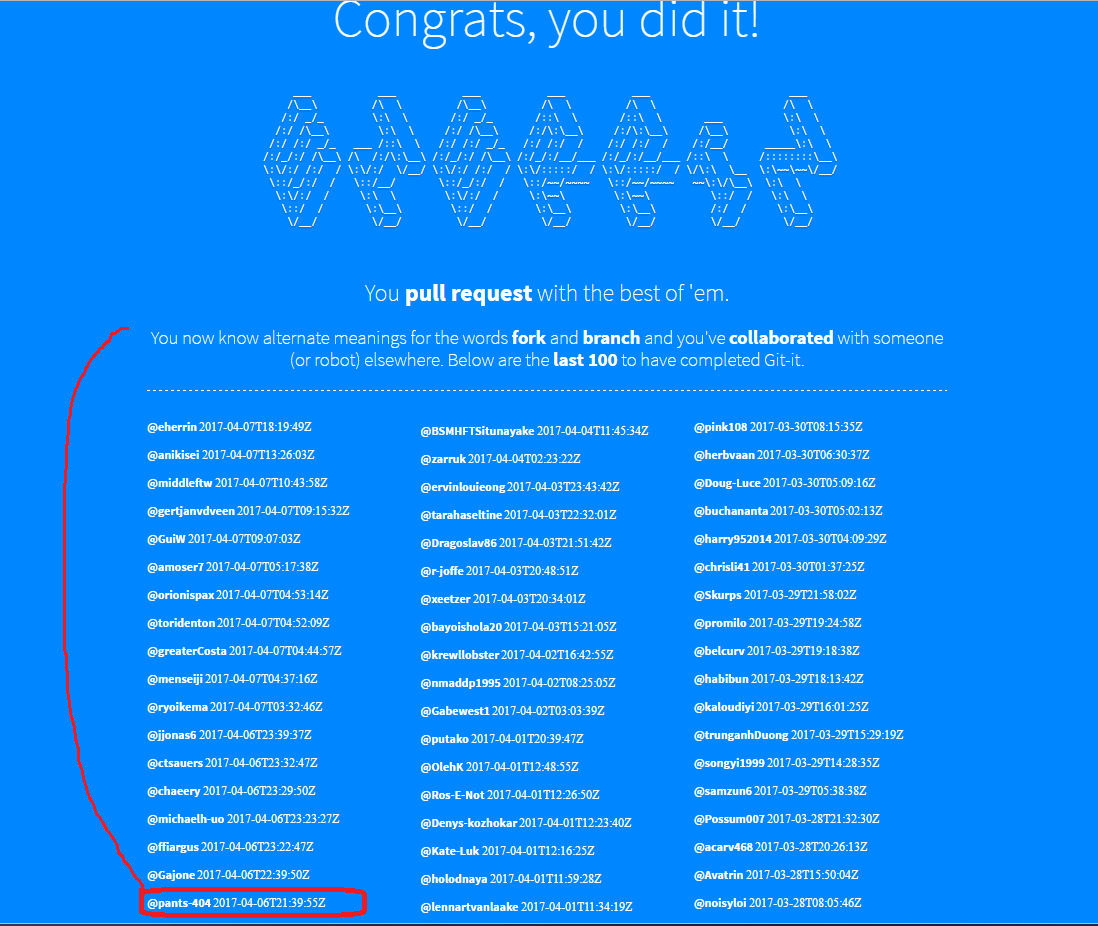 Congrats, you did it!
You pull request with the best of 'em.
You now know alternate meanings for the words fork and branch and you've collaborated with someone
(or robot) elsewhere. Below are the last 100 to have completed Git-it.
@eherrin 2017-04-07T18:19:49Z
@anikisei 2017-04-07T13:26:03Z
@middleftw 2017-04-07T10:43:58Z
@gertjanvdveen 2017-04-07T09:15:32Z
@GuiW 2017-04-07T09:07:03Z
@amoser7 2017-04-07T05:17:38Z
@orionispax 2017-04-07T04:53:14Z
@toridenton 2017-04-07T04:52:09Z
@greaterCosta 2017-04-07T04:44:57Z
@menseiji 2017-04-07T04:37:16Z
@ryoikema 2017-04-07T03:32:46Z
@jjonas6 2017-04-06T23:39:37Z
@ctsauers 2017-04-06T23:32:47Z
@chaeery 2017-04-06T23:29:50Z
@michaelh-uo 2017-04-06T23:23:27Z
@ffiargus 2017-04-06T23:22:47Z
@Gajone 2017-04-06T22:39:50Z
@pants-404 2017-04-06T21:39:55Z
@BSMHFTSitunayake 2017-04-04T11:45:34Z
@zarruk 2017-04-04T02:23:22Z
@ervinlouieong 2017-04-03T23:43:42Z
@tarahaseltine 2017-04-03T22:32:01Z
@Dragoslav86 2017-04-03T21:51:42Z
@r-joffe 2017-04-03T20:48:51Z
@xeetzer 2017-04-03T20:34:01Z
@bayoishola20 2017-04-03T15:21:05Z
@krewllobster 2017-04-02T16:42:55Z
@nmaddp1995 2017-04-02T08:25:05Z
@Gabewest1 2017-04-02T03:03:39Z
@putako 2017-04-01T20:39:47Z
@OlehK 2017-04-01T12:48:55Z
@Ros-E-Not 2017-04-01T12:26:50Z
@Denys-kozhokar 2017-04-01T12:23:40Z
@Kate-Luk 2017-04-01T12:16:25Z
@holodnaya 2017-04-01T11:59:28Z
@lennartvanlaake 2017-04-01T11:34:19Z
@pink108 2017-03-30T08:15:35Z
@herbvaan 2017-03-30T06:30:37Z
@Doug-Luce 2017-03-30T05:09:16Z
@buchananta 2017-03-30T05:02:13Z
@harry952014 2017-03-30T04:09:29Z
@chrisli41 2017-03-30T01:37:25Z
@Skurps 2017-03-29T21:58:02Z
@promilo 2017-03-29T19:24:58Z
@belcurv 2017-03-29T19:18:38Z
@habibun 2017-03-29T18:13:42Z
@kaloudiyi 2017-03-29T16:01:25Z
@trunganhDuong 2017-03-29T15:29:19Z
@songyi1999 2017-03-29T14:28:35Z
@samzun6 2017-03-29T05:38:38Z
@Possum007 2017-03-28T21:32:30Z
@acarv468 2017-03-28T20:26:13Z
@Avatrin 2017-03-28T15:50:04Z
@noisyloi 2017-03-28T08:05:46Z